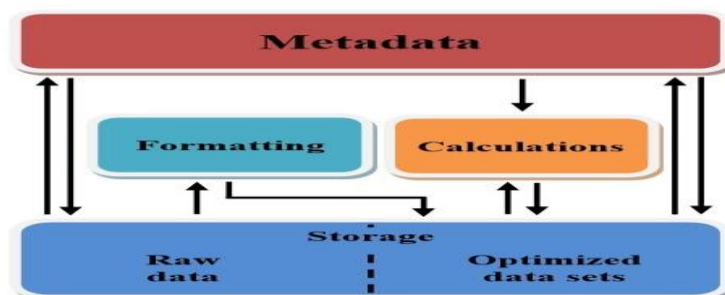 Metadata
Formatting
Calculations
Storage
Raw
data
Optimized
data sets